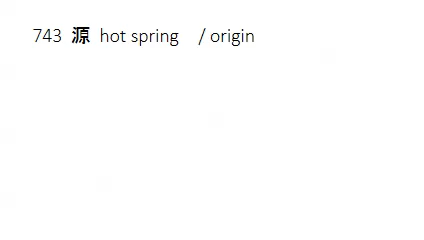 743 源 hot spring / origin